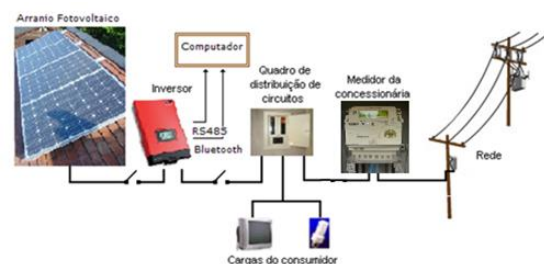 Arranjo Fotovoltaico
Computador
Inversor
RS485
Bluetooth
Quadro de
distribuição de
circuitos
Medidor da
concessionária
Rede
Cargas do consumidor